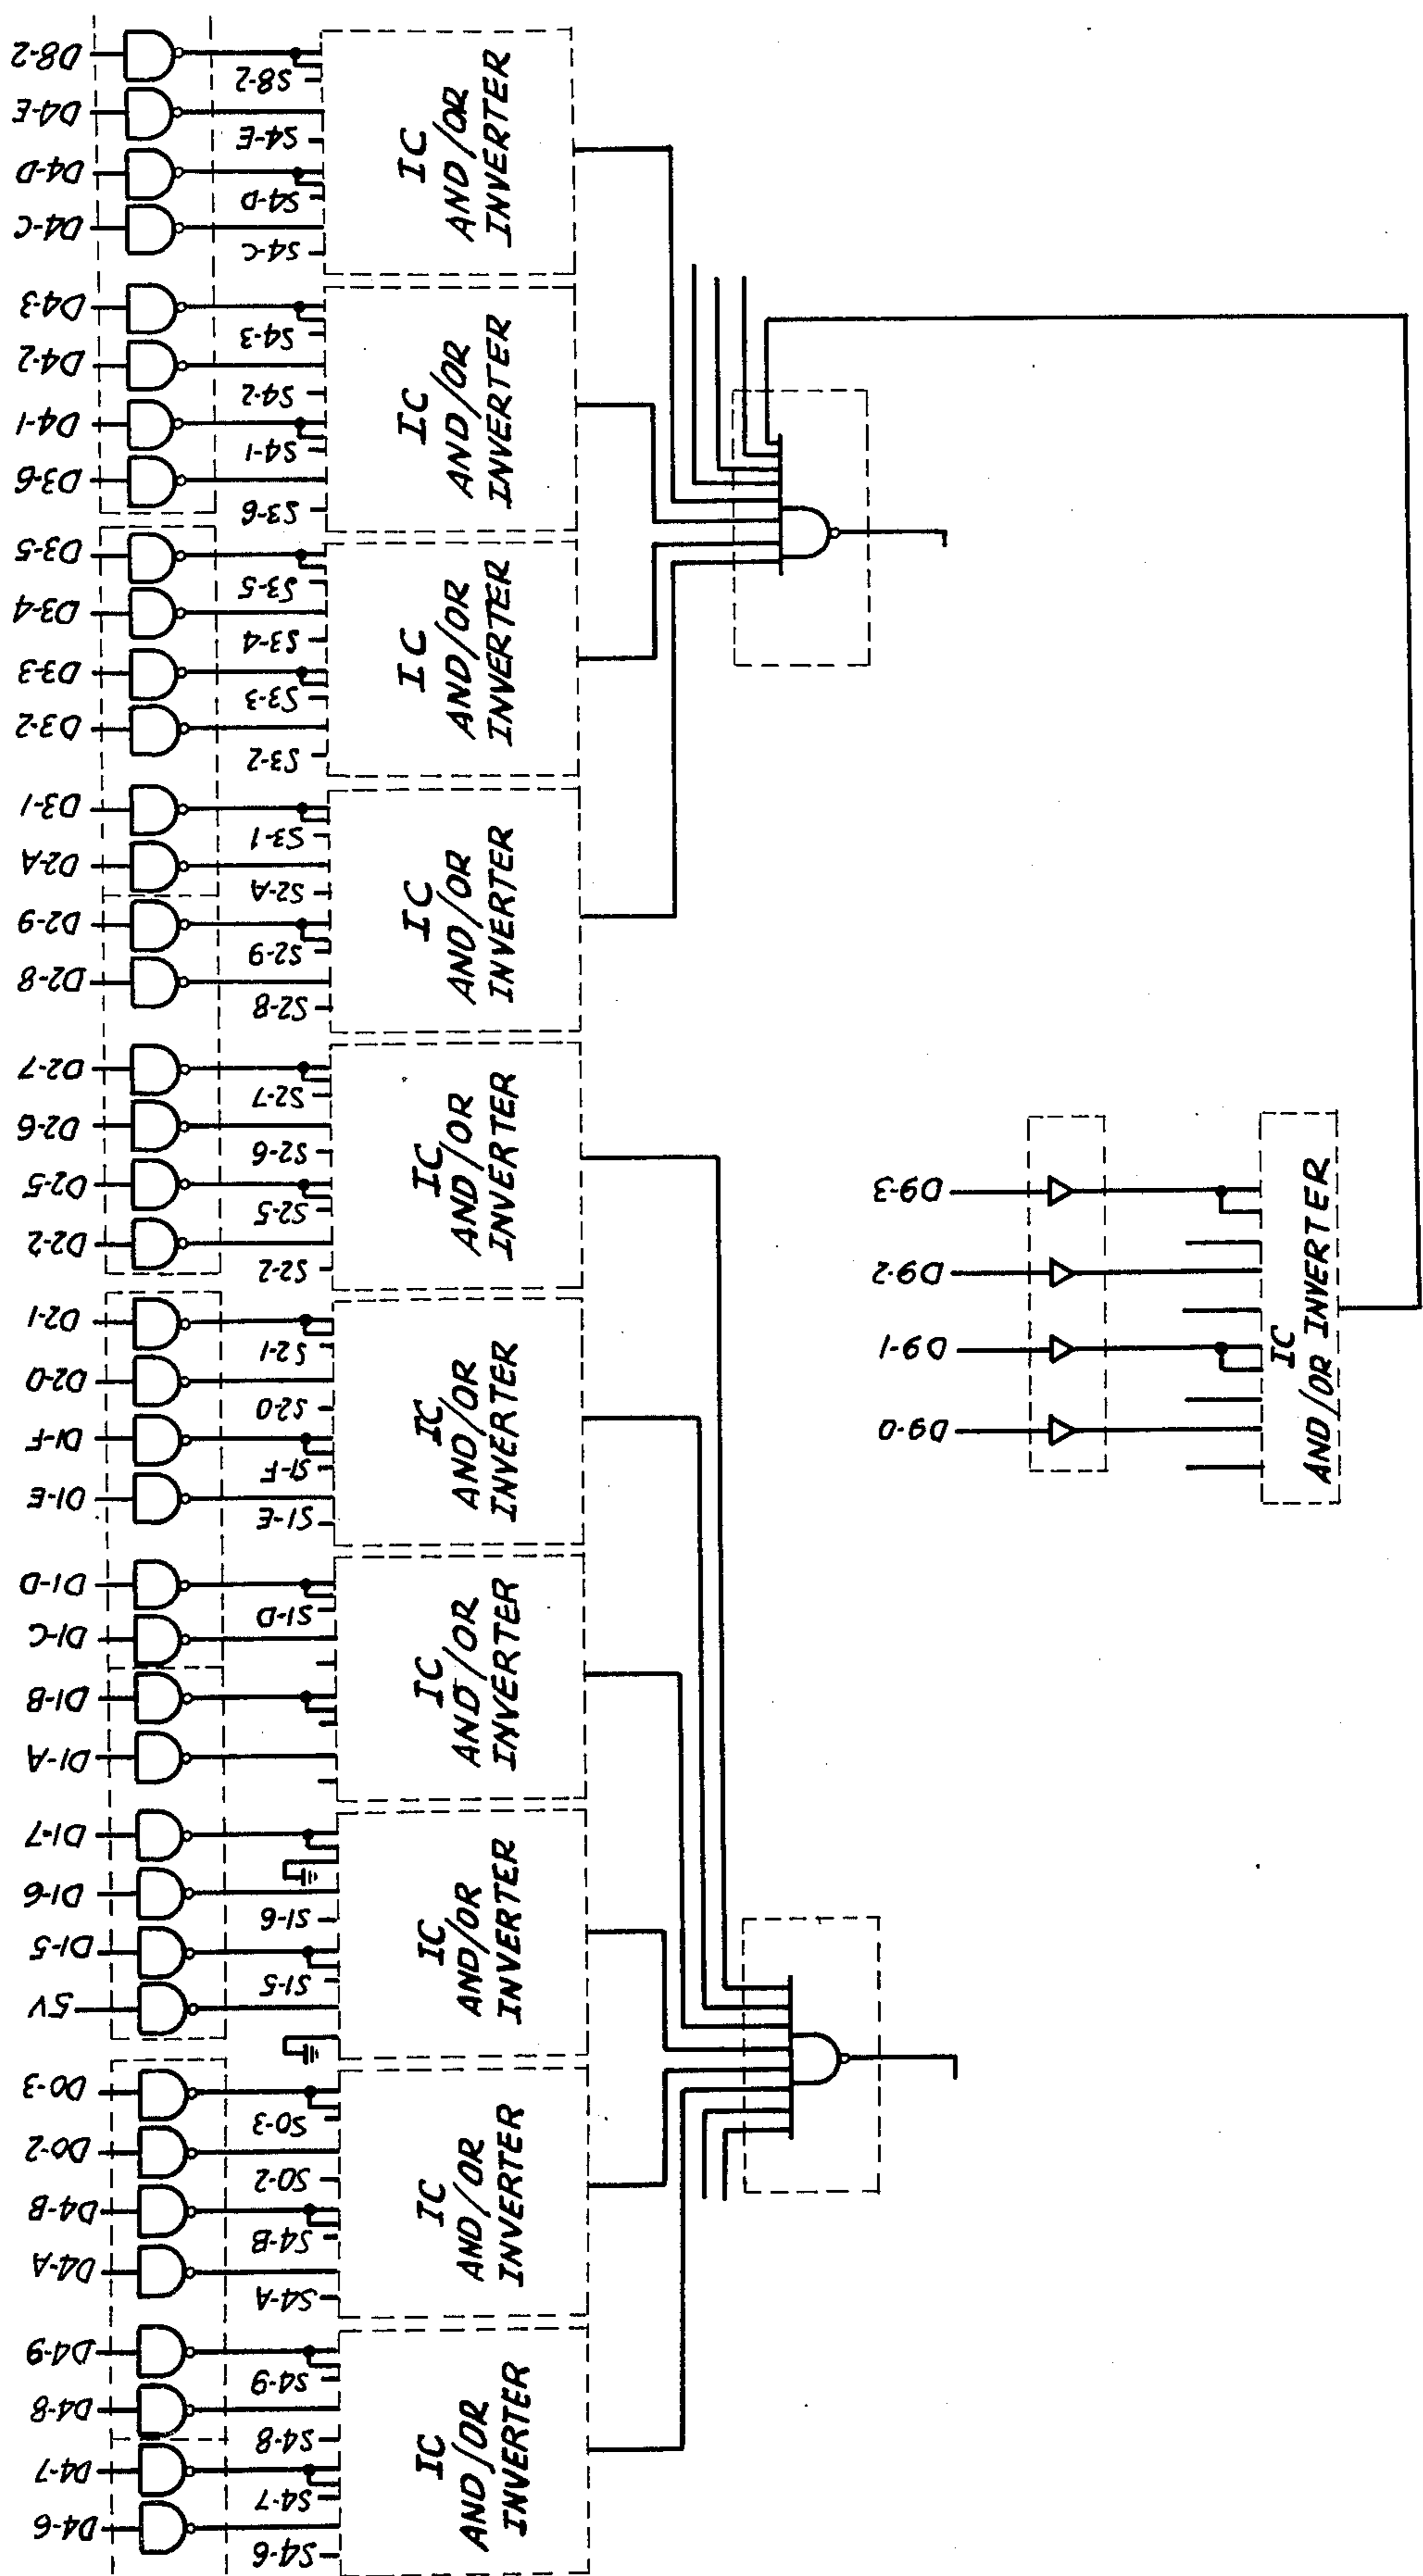 D8-2
S8-2
D4-E
S4-E
D4-D
S4-D
D4-C
S4-C
IC
AND/OR
INVERTER
D4-3
S4-3
D4-2
S4-2
D4-1
S4-1
D3-6
S3-6
IC
AND/OR
INVERTER
D3-5
S3-5
D3-4
S3-4
D3-3
S3-3
D3-2
S3-2
IC
AND/OR
INVERTER
D3-1
S3-1
D2-A
S2-A
D2-9
S2-9
D2-8
S2-8
IC
AND/OR
INVERTER
D2-7
S2-7
D2-6
S2-6
D2-5
S2-5
D2-2
S2-2
IC
AND/OR
INVERTER
D2-1
S2-1
D2-0
S2-0
D1-F
S1-F
D1-E
S1-E
IC
AND/OR
INVERTER
D1-D
S1-D
D1-C
D1-B
D1-A
IC
AND/OR
INVERTER
D1-7
D1-6
S1-6
D1-5
S1-5
5V
IC
AND/OR
INVERTER
D0-3
S0-3
D0-2
S0-2
D4-B
S4-B
D4-A
S4-A
IC
AND/OR
INVERTER
D4-9
S4-9
D4-8
S4-8
D4-7
S4-7
D4-6
S4-6
IC
AND/OR
INVERTER
D9-3
D9-2
D9-1
D9-0
IC
AND/OR INVERTER